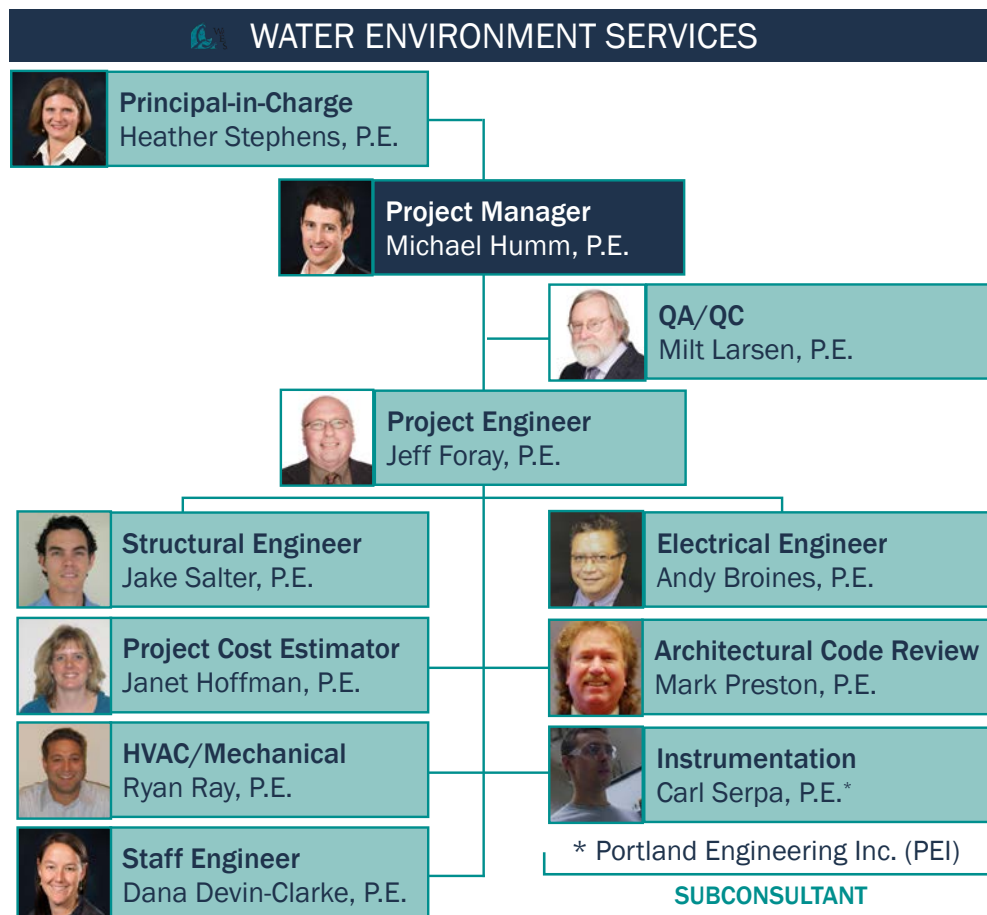 WATER ENVIRONMENT SERVICES
Principal-in-Charge
Heather Stephens, P.E.
Project Manager
Michael Humm, P.E.
QA/QC
Milt Larsen, P.E.
Project Engineer
Jeff Foray, P.E.
Structural Engineer
Jake Salter, P.E.
Electrical Engineer
Andy Broines, P.E.
Project Cost Estimator
Janet Hoffman, P.E.
Architectural Code Review
Mark Preston, P.E.
HVAC/Mechanical
Ryan Ray, P.E.
Instrumentation
Carl Serpa, P.E.*
Staff Engineer
Dana Devin-Clarke, P.E.
* Portland Engineering Inc. (PEI)
SUBCONSULTANT